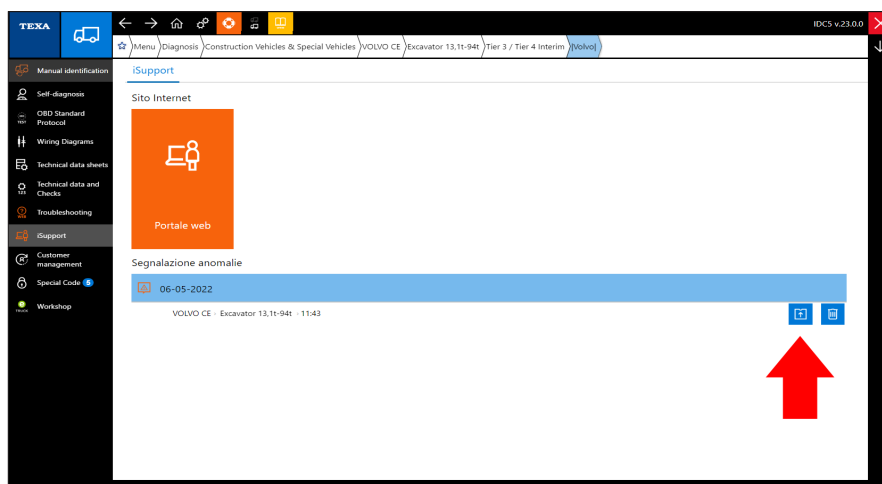 TEXA
IDC5 v.23.0.0
Menu Diagnosis Construction Vehicles & Special Vehicles VOLVO CE Excavator 13,1t-94t Tier 3 / Tier 4 Interim [Volvo]
Manual identification
Self-diagnosis
OBD Standard
Protocol
Wiring Diagrams
Technical data sheets
Technical data and
Checks
Troubleshooting
iSupport
Customer
management
Special Code 5
Workshop
iSupport
Sito Internet
Portale web
Segnalazione anomalie
06-05-2022
VOLVO CE - Excavator 13,1t-94t - 11:43